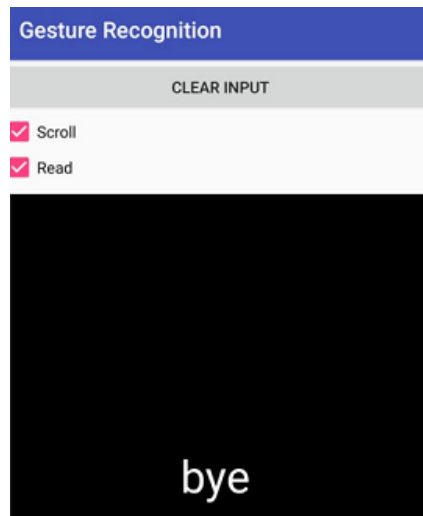 Gesture Recognition
CLEAR INPUT
Scroll
Read
bye